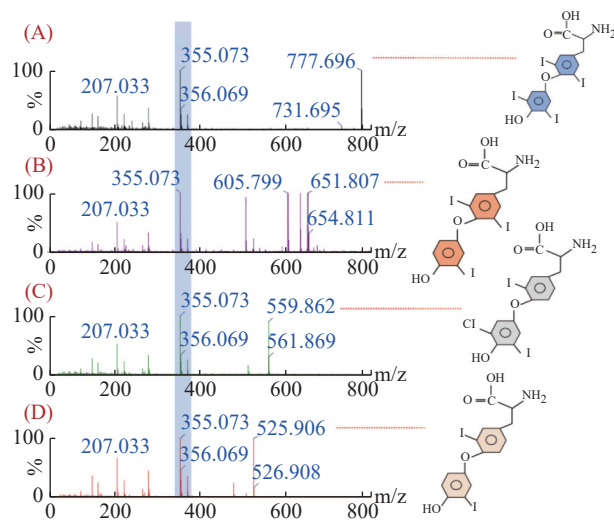 (A)
355.073
777.696
207.033
356.069
731.695
100
%
0
200
400
600
800
m/z
OH
O=C
NH₂
I
I
O
I
I
HO
(B)
355.073
605.799
651.807
207.033
654.811
100
%
0
200
400
600
800
m/z
OH
O=C
NH₂
I
I
O
HO
I
(C)
355.073
559.862
207.033
356.069
561.869
100
%
0
200
400
600
800
m/z
OH
O=C
NH₂
I
O
CI
HO
I
(D)
355.073
525.906
207.033
356.069
526.908
100
%
0
200
400
600
800
m/z
OH
O=C
NH₂
I
O
HO
I